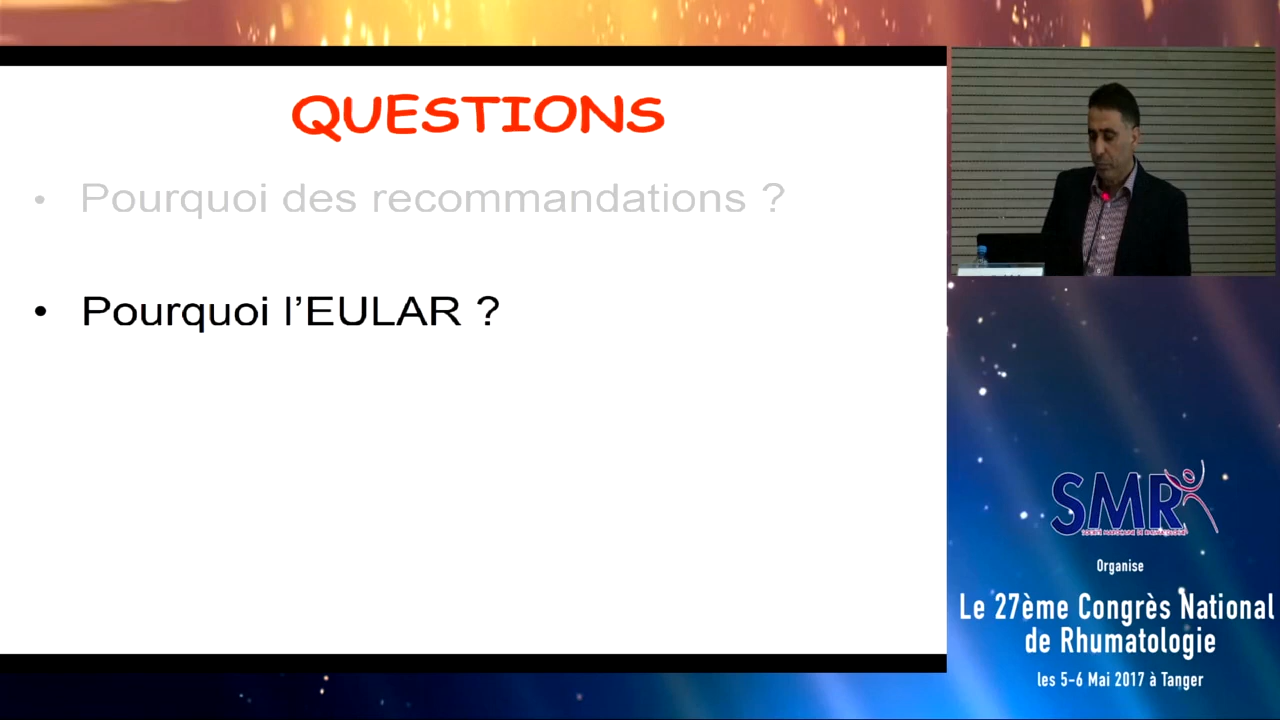 QUESTIONS
• Pourquoi des recommandations ?
• Pourquoi l’EULAR ?
SMR
Organise
Le 27ème Congrès National
de Rhumatologie
les 5-6 Mai 2017 à Tanger